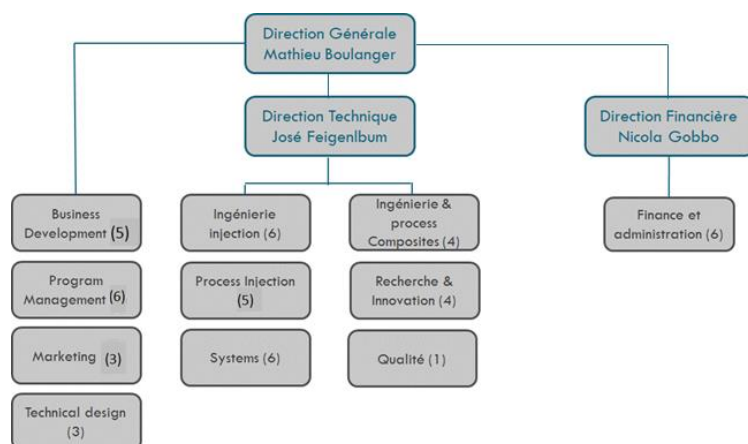 Direction Générale
Mathieu Boulanger
Direction Technique
José Feigenlbum
Direction Financière
Nicola Gobbo
Business
Development (5)
Program
Management (6)
Marketing (3)
Technical design
(3)
Ingénierie
injection (6)
Process Injection
(5)
Systems (6)
Ingénierie &
process
Composites (4)
Recherche &
Innovation (4)
Qualité (1)
Finance et
administration (6)